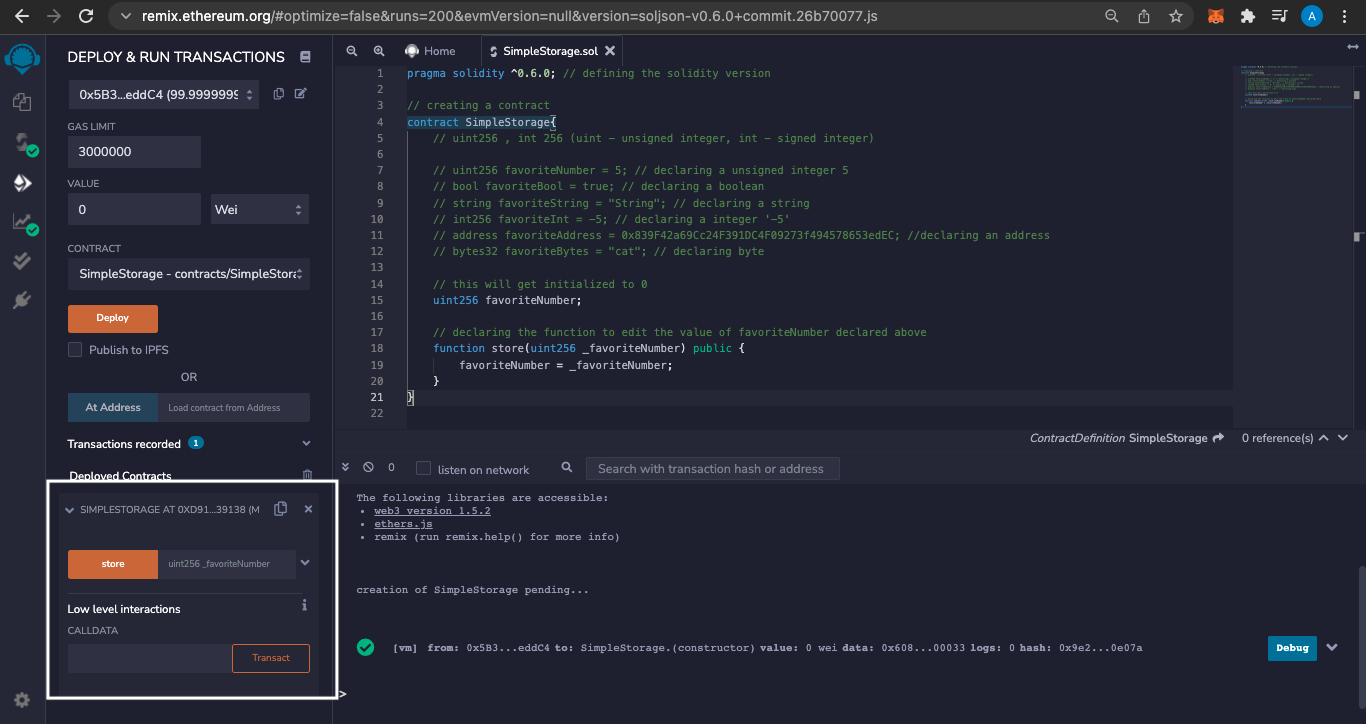 remix.ethereum.org/#optimize=false&runs=200&evmVersion=null&version=soljson-v0.6.0+commit.26b70077.js
A
DEPLOY & RUN TRANSACTIONS
0x5B3...eddC4 (99.9999999
GAS LIMIT
3000000
VALUE
0
Wei
CONTRACT
SimpleStorage - contracts/SimpleStora
Deploy
Publish to IPFS
OR
At Address
Load contract from Address
Transactions recorded 1
Deployed Contracts
SIMPLESTORAGE AT 0XD91...39138 (M
store
uint256 _favoriteNumber
Low level interactions
CALLDATA
Transact
Home
SimpleStorage.sol
1 pragma solidity ^0.6.0; // defining the solidity version
2
3 // creating a contract
4 contract SimpleStorage{
5 // uint256 , int 256 (uint - unsigned integer, int - signed integer)
6
7 // uint256 favoriteNumber = 5; // declaring a unsigned integer 5
8 // bool favoriteBool = true; // declaring a boolean
9 // string favoriteString = "String"; // declaring a string
10 // int256 favoriteInt = -5; // declaring a integer '-5'
11 // address favoriteAddress = 0x839F42a69Cc24F391DC4F09273f494578653edEC; //declaring an address
12 // bytes32 favoriteBytes = "cat"; // declaring byte
13
14 // this will get initialized to 0
15 uint256 favoriteNumber;
16
17 // declaring the function to edit the value of favoriteNumber declared above
18 function store(uint256 _favoriteNumber) public {
19 favoriteNumber = _favoriteNumber;
20 }
21 }
22
ContractDefinition SimpleStorage 0 reference(s)
0
listen on network
Search with transaction hash or address
The following libraries are accessible:
• web3 version 1.5.2
• ethers.js
• remix (run remix.help() for more info)
creation of SimpleStorage pending...
[vm] from: 0x5B3...eddC4 to: SimpleStorage.(constructor) value: 0 wei data: 0x608...00033 logs: 0 hash: 0x9e2...0e07a
Debug
>